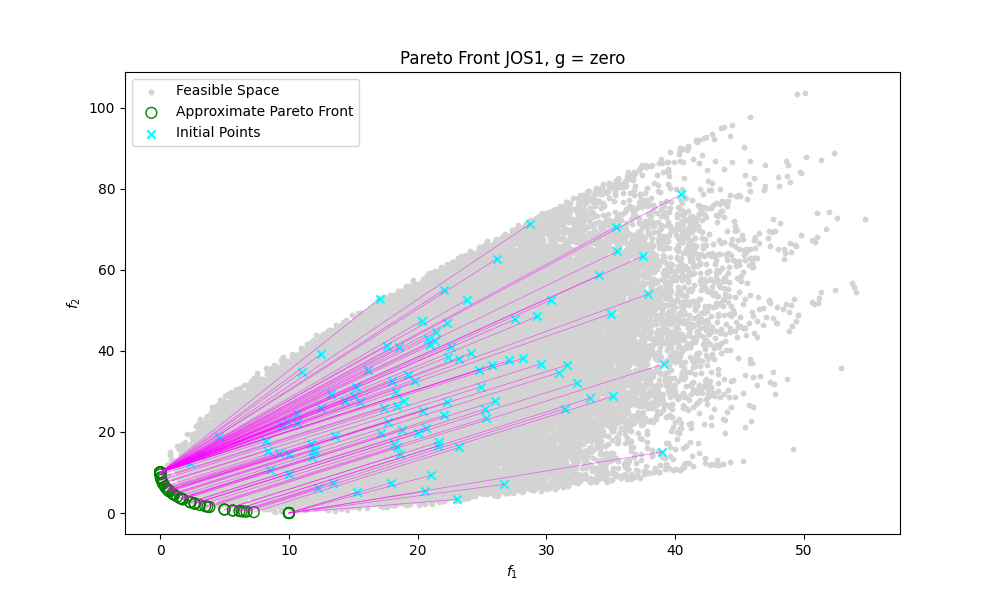 Pareto Front JOS1, g = zero
Feasible Space
Approximate Pareto Front
Initial Points
100
80
60
40
20
0
f₂
0 10 20 30 40 50
f₁